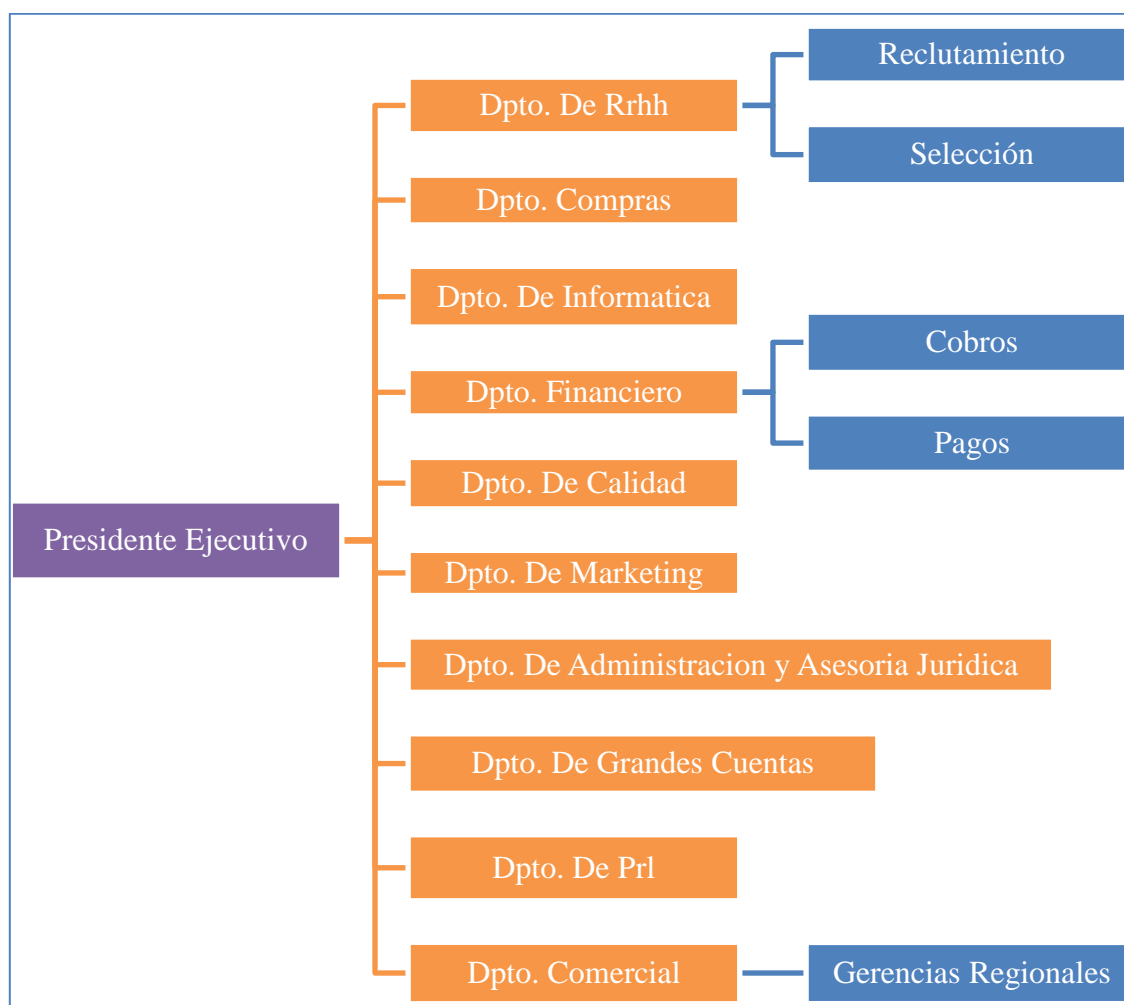 Presidente Ejecutivo
Dpto. De Rrhh
Reclutamiento
Selección
Dpto. Compras
Dpto. De Informatica
Dpto. Financiero
Cobros
Pagos
Dpto. De Calidad
Dpto. De Marketing
Dpto. De Administracion y Asesoria Juridica
Dpto. De Grandes Cuentas
Dpto. De Prl
Dpto. Comercial
Gerencias Regionales